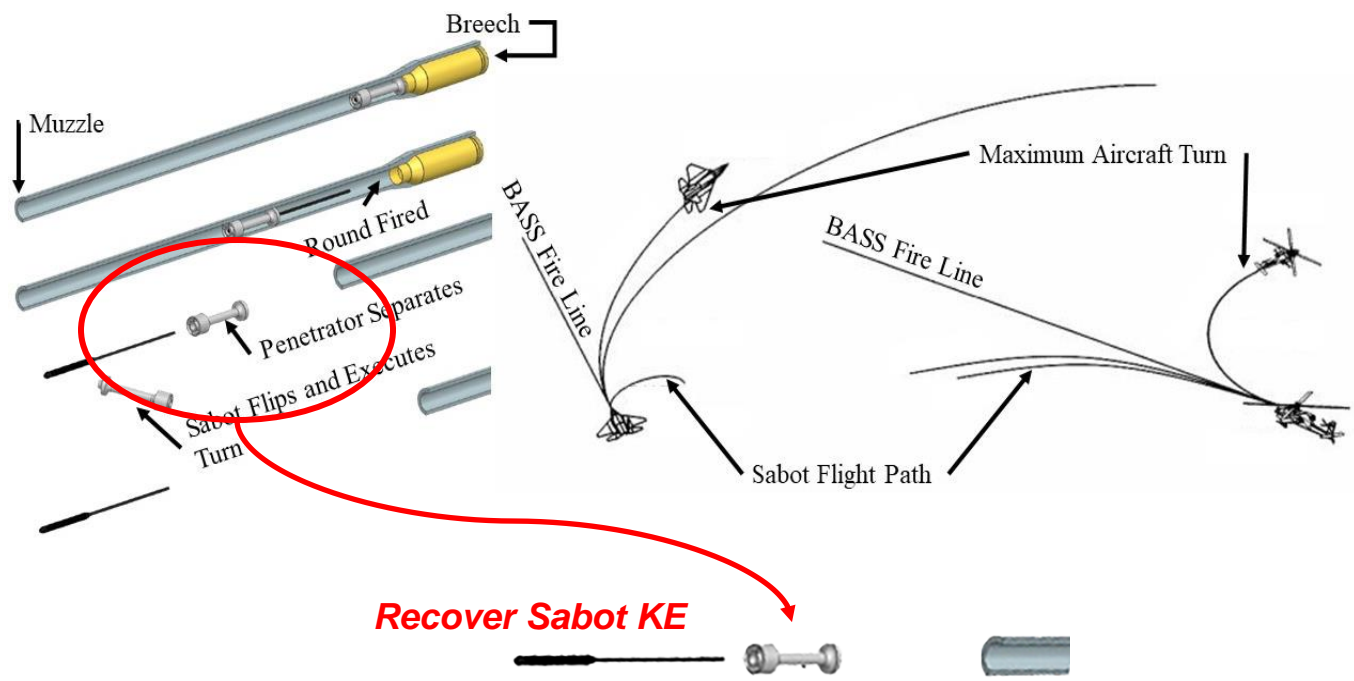 Breech
Muzzle
Round Fired
Penetrator Separates
Sabot Flips and Executes
Turn
BASS Fire Line
Maximum Aircraft Turn
BASS Fire Line
Sabot Flight Path
Recover Sabot KE